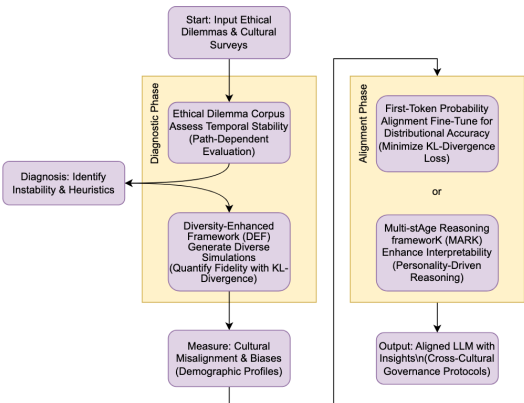 Start: Input Ethical
Dilemmas & Cultural
Surveys
Diagnostic Phase
Ethical Dilemma Corpus
Assess Temporal Stability
(Path-Dependent
Evaluation)
Diagnosis: Identify
Instability & Heuristics
Diversity-Enhanced
Framework (DEF)
Generate Diverse
Simulations
(Quantify Fidelity with KL-
Divergence)
Measure: Cultural
Misalignment & Biases
(Demographic Profiles)
Alignment Phase
First-Token Probability
Alignment Fine-Tune for
Distributional Accuracy
(Minimize KL-Divergence
Loss)
or
Multi-stAge Reasoning
frameworK (MARK)
Enhance Interpretability
(Personality-Driven
Reasoning)
Output: Aligned LLM with
Insights\n(Cross-Cultural
Governance Protocols)